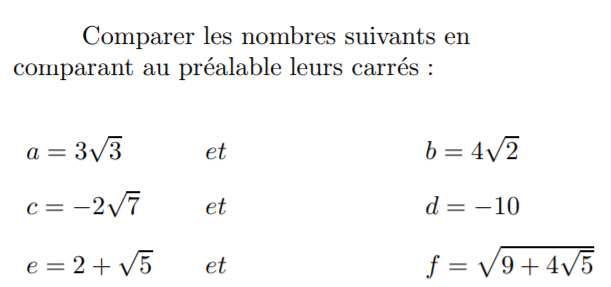 Comparer les nombres suivants en
comparant au préalable leurs carrés :
a = 3√3 et b = 4√2
c = −2√7 et d = −10
e = 2 + √5 et f = √(9 + 4√5)